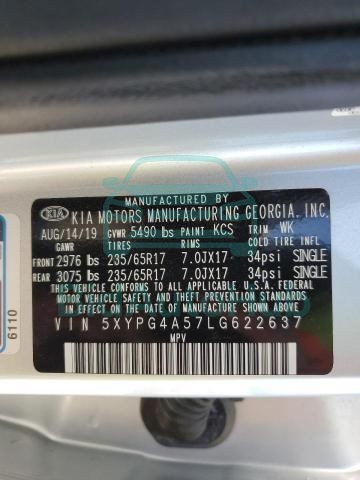 MANUFACTURED BY
KIA KIA MOTORS MANUFACTURING GEORGIA, INC.
AUG/14/19 GVWR 5490 lbs PAINT KCS TRIM WK
GAWR TIRES RIMS COLD TIRE INFL
FRONT 2976 lbs 235/65R17 7.0JX17 34psi SINGLE
REAR 3075 lbs 235/65R17 7.0JX17 34psi SINGLE
THIS VEHICLE CONFORMS TO ALL APPLICABLE U.S.A. FEDERAL
MOTOR VEHICLE SAFETY AND THEFT PREVENTION STANDARDS
IN EFFECT ON THE DATE OF MANUFACTURE SHOWN ABOVE.
VIN 5XYPG4A57LG622637
MPV
6110